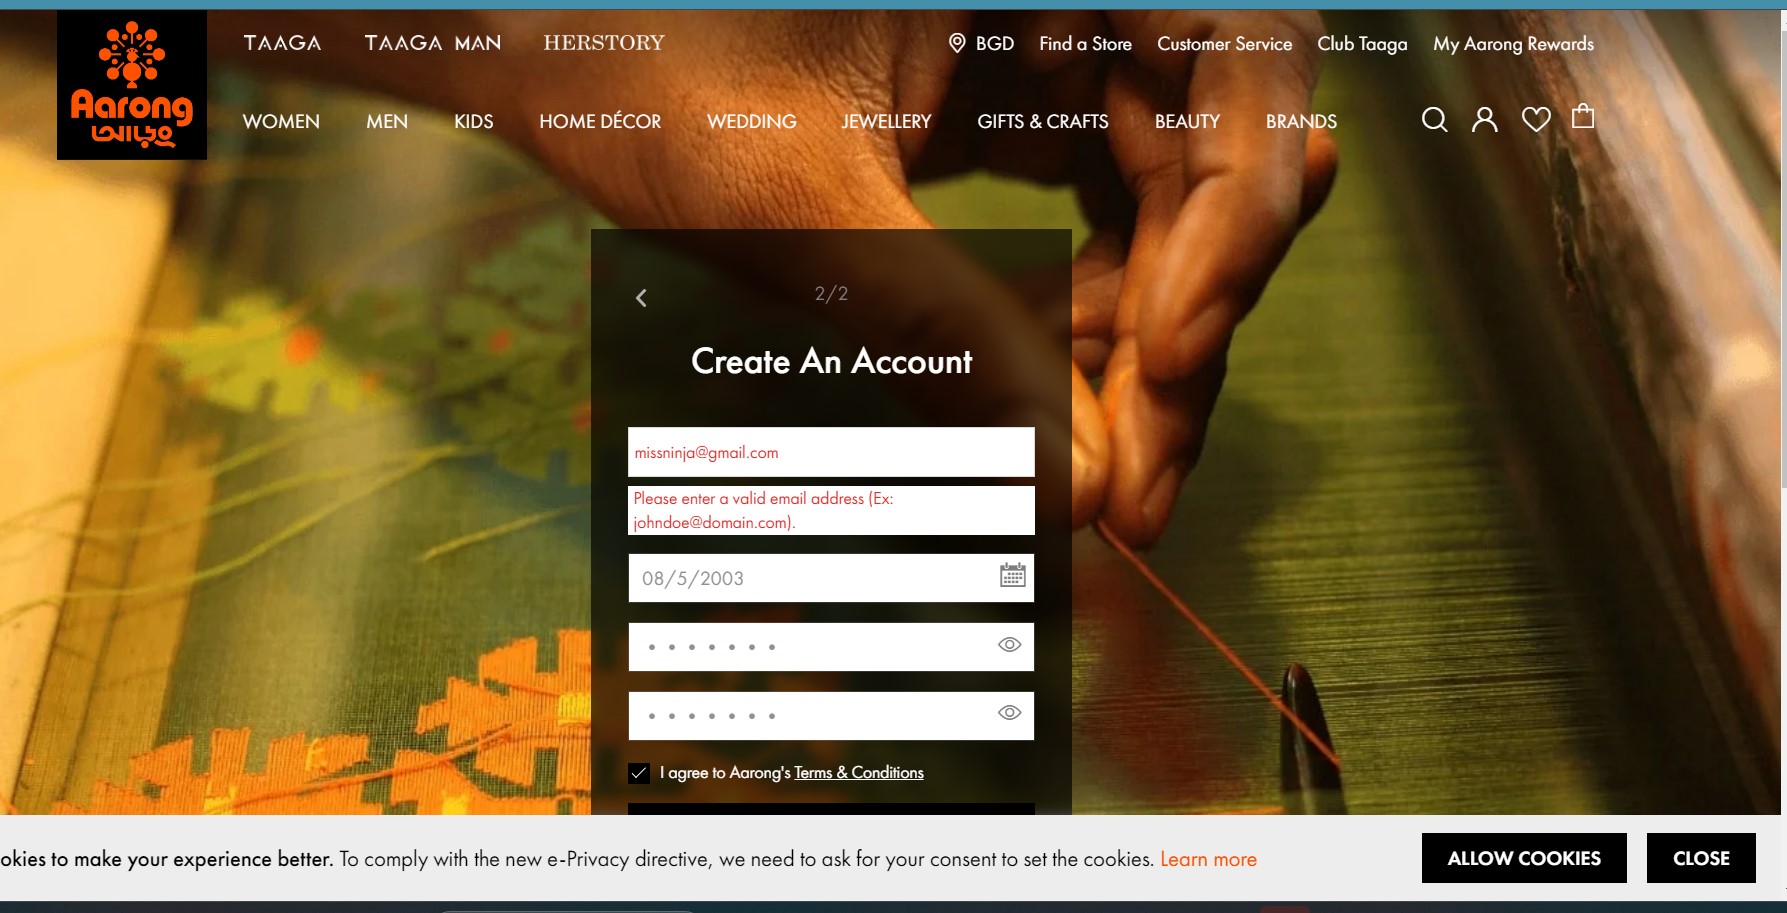 TAAGA TAAGA MAN HERSTORY BGD Find a Store Customer Service Club Taaga My Aarong Rewards
Aarong
আড়ং
WOMEN MEN KIDS HOME DÉCOR WEDDING JEWELLERY GIFTS & CRAFTS BEAUTY BRANDS
2/2
Create An Account
missninja@gmail.com
Please enter a valid email address (Ex:
johndoe@domain.com).
08/5/2003
I agree to Aarong's Terms & Conditions
okies to make your experience better. To comply with the new e-Privacy directive, we need to ask for your consent to set the cookies. Learn more ALLOW COOKIES CLOSE